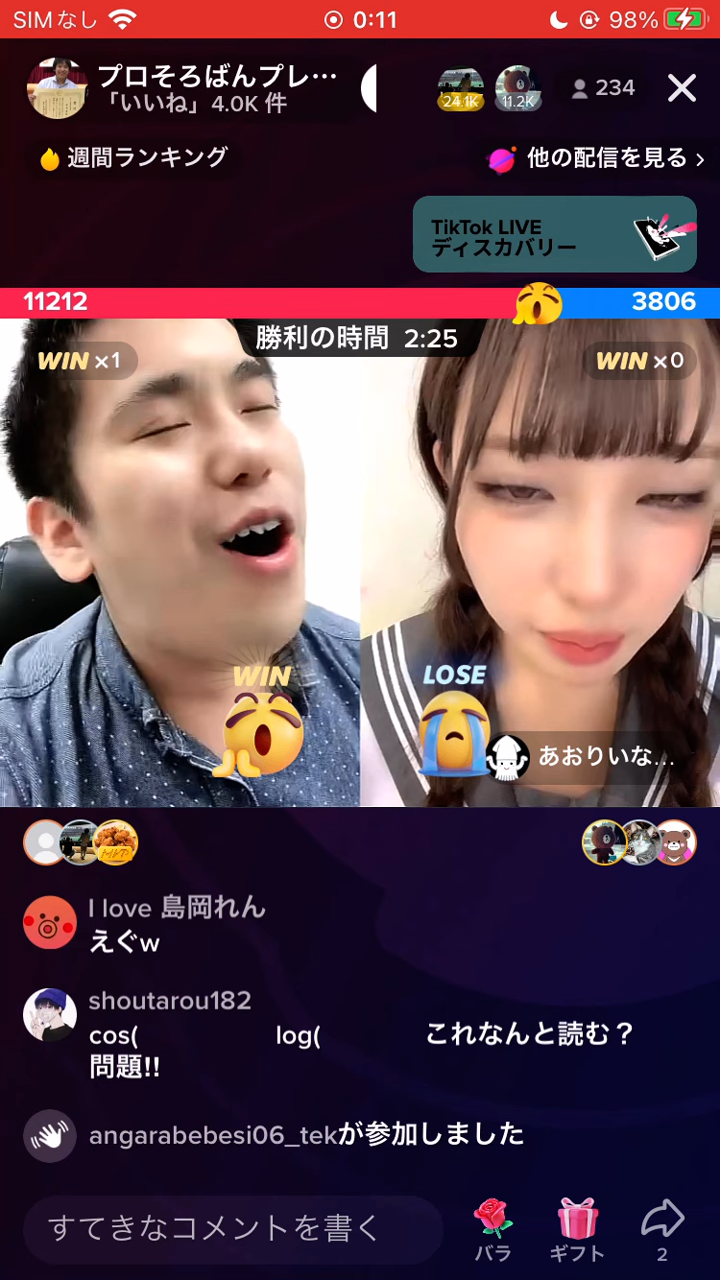 SIMなし 0:11 98%
プロそろばんプレ…
「いいね」4.0K 件
24.1K 11.2K 234
週間ランキング 他の配信を見る ›
TikTok LIVE
ディスカバリー
11212 3806
勝利の時間 2:25
WIN x1 WIN x0
WIN LOSE
あおりいな…
MVP
I love 島岡れん
えぐw
shoutarou182
cos( log( これなんと読む？
問題!!
angarabebesi06_tekが参加しました
すてきなコメントを書く
バラ ギフト 2